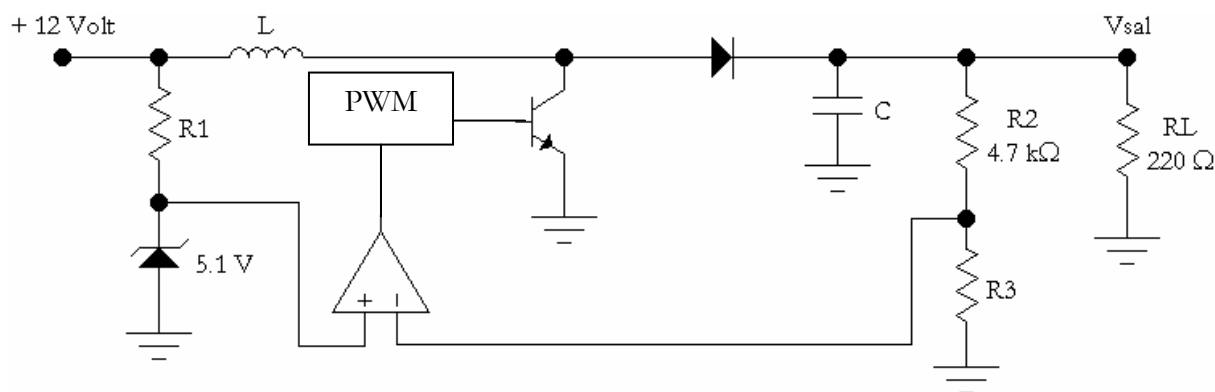 + 12 Volt
L
Vsal
PWM
R1
C
R2
4.7 kΩ
RL
220 Ω
5.1 V
+
−
R3